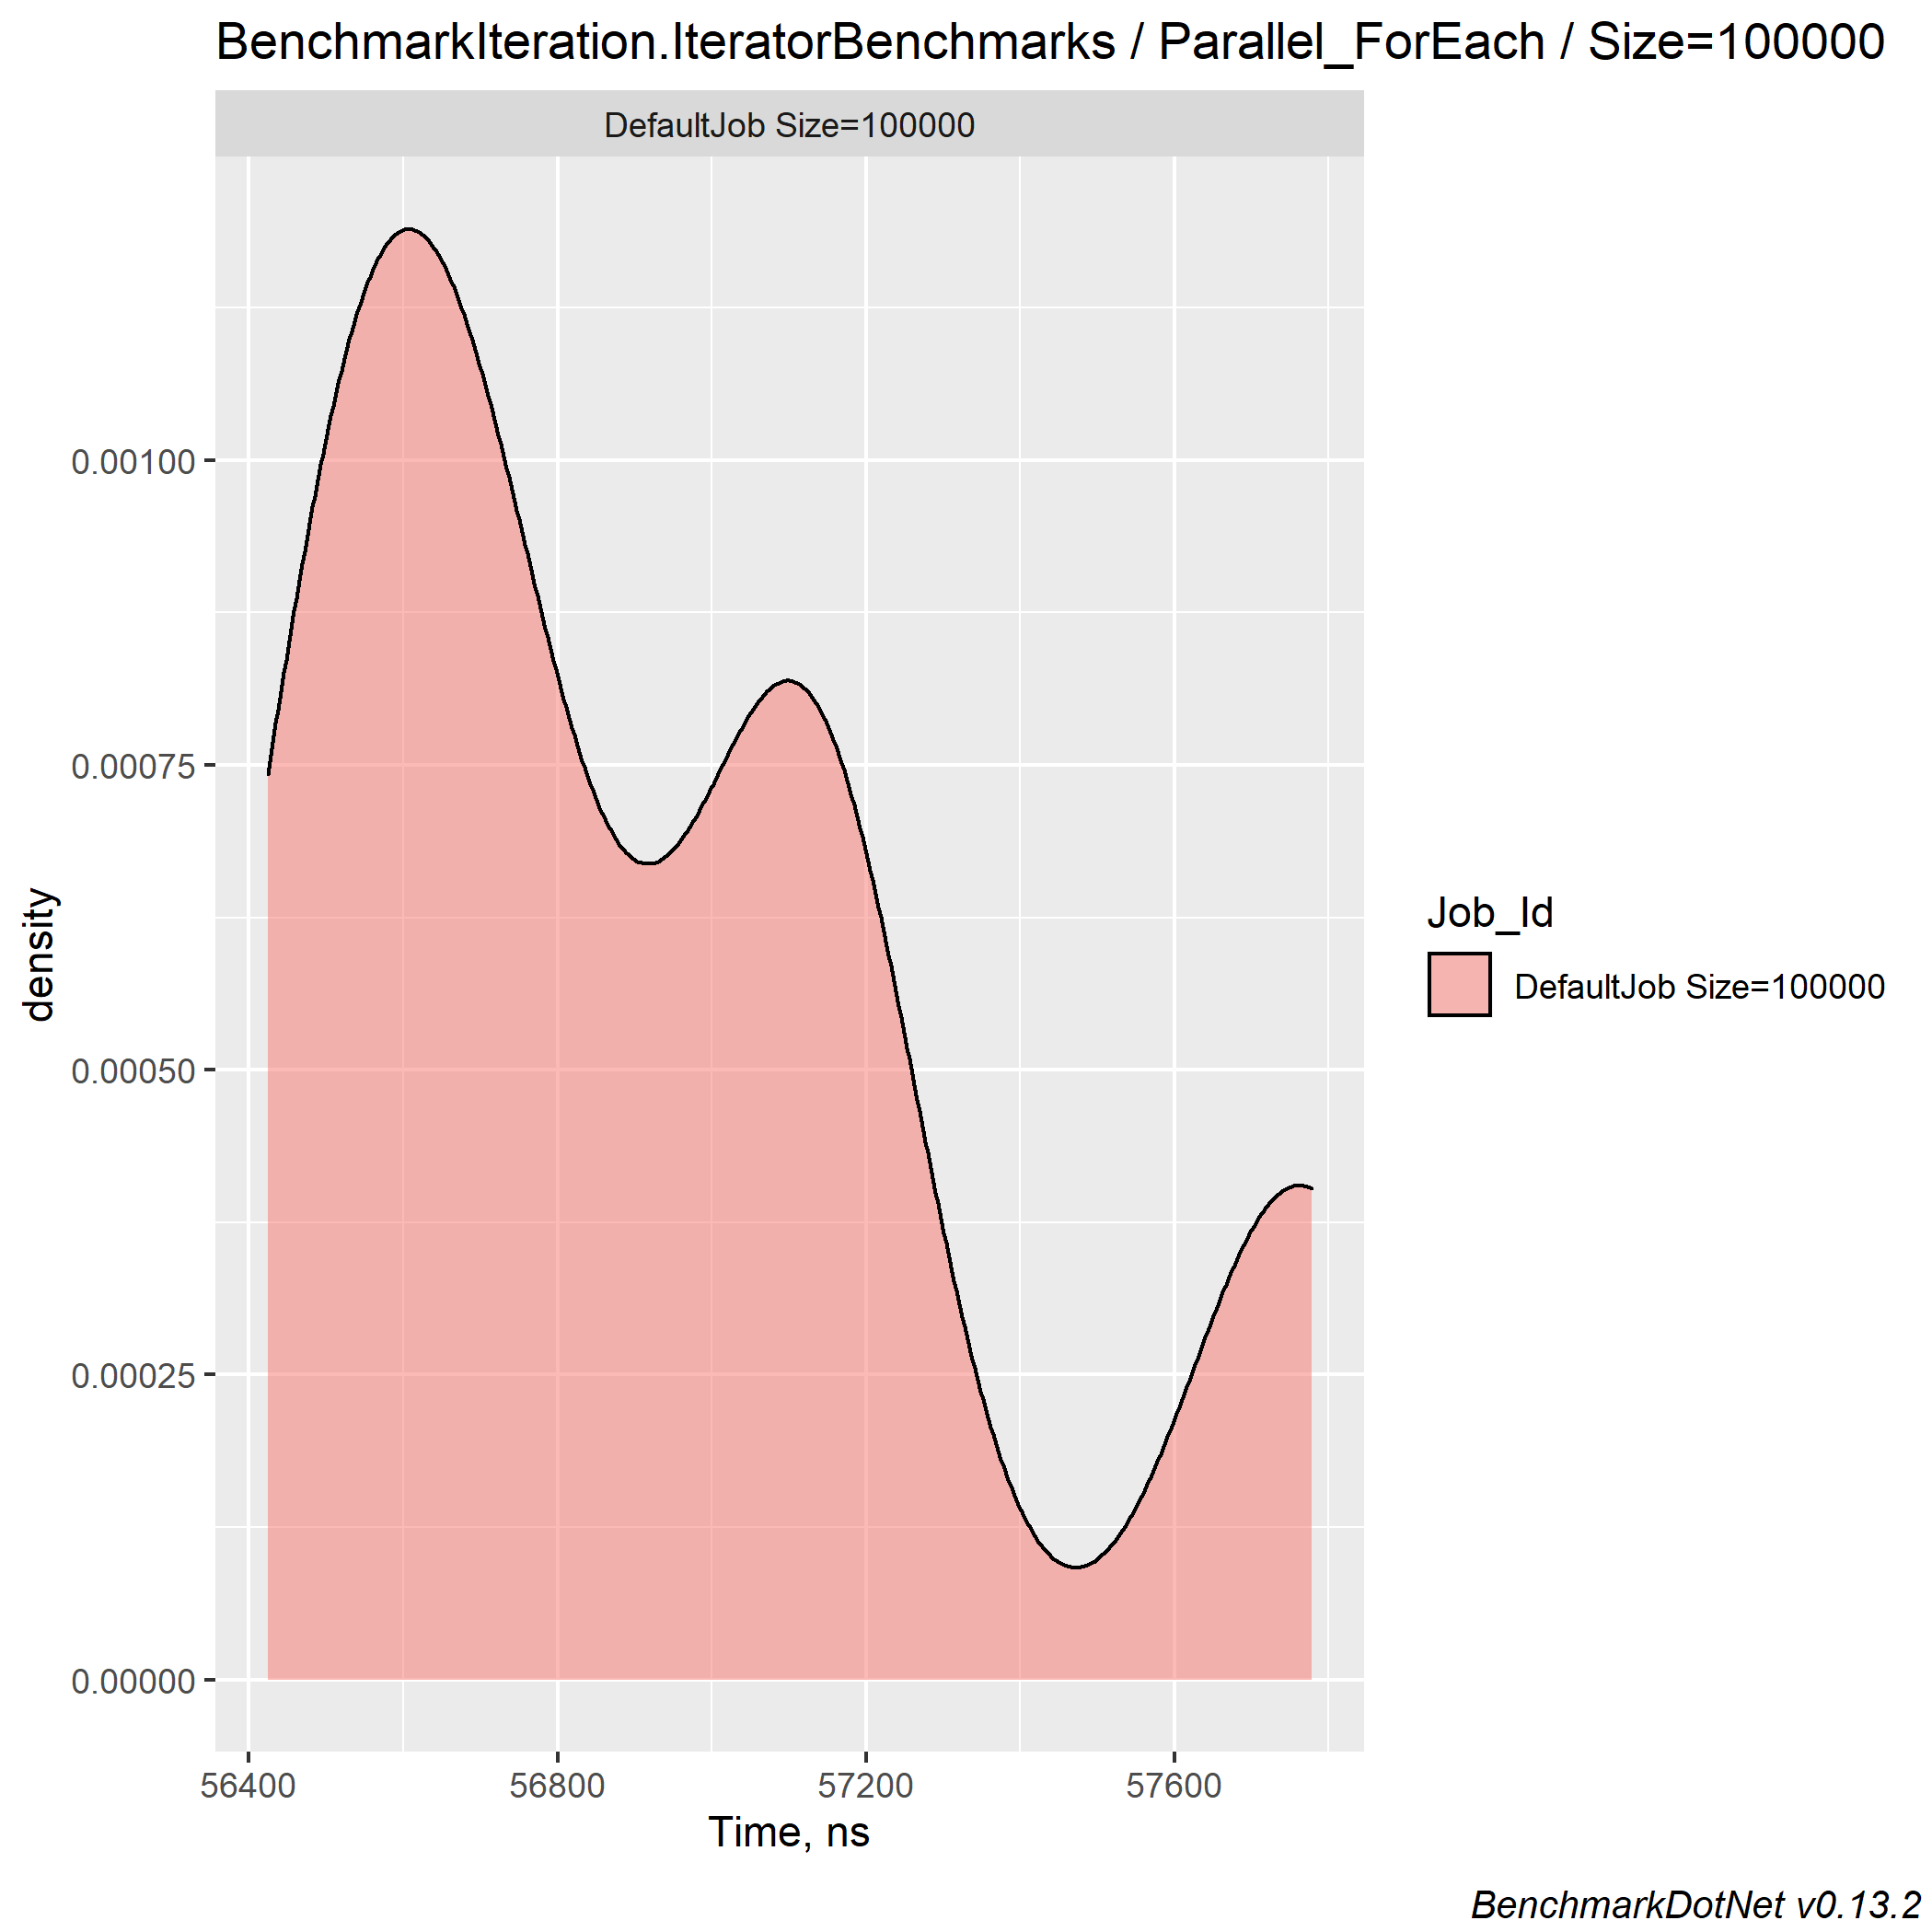 BenchmarkIteration.IteratorBenchmarks / Parallel_ForEach / Size=100000
DefaultJob Size=100000
0.00100
0.00075
0.00050
0.00025
0.00000
density
56400
56800
57200
57600
Time, ns
Job_Id
DefaultJob Size=100000
BenchmarkDotNet v0.13.2